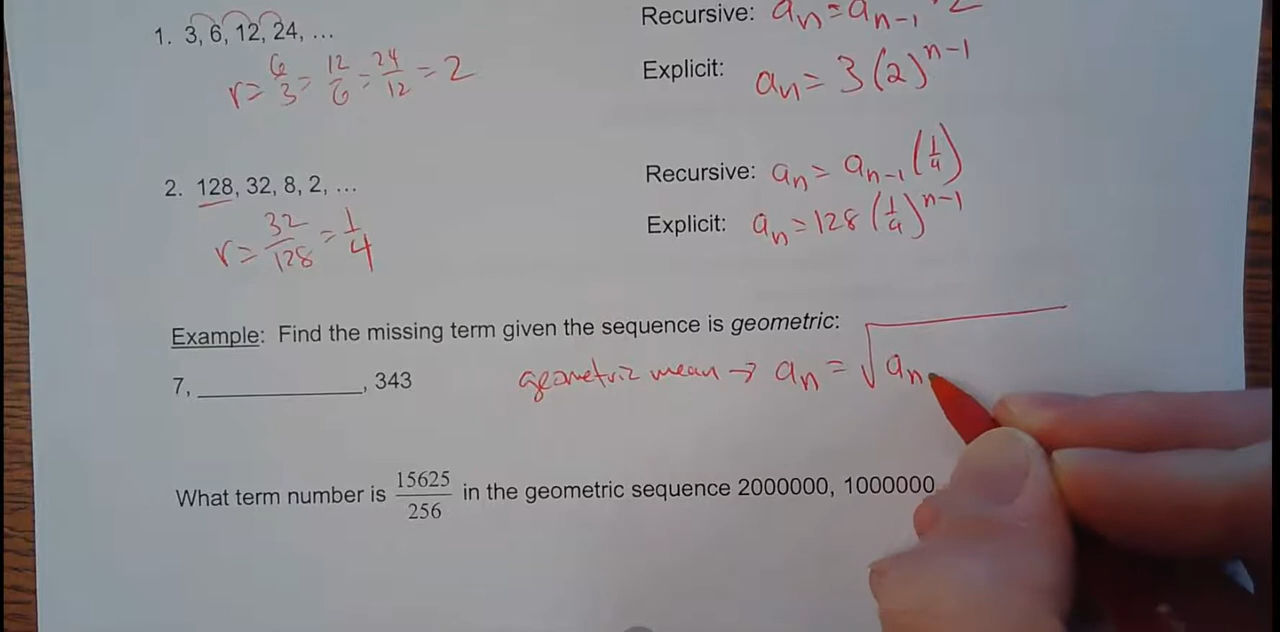 Recursive: aₙ = aₙ₋₁ · 2
1. 3, 6, 12, 24, …
r = 6/3 = 12/6 = 24/12 = 2
Explicit: aₙ = 3(2)ⁿ⁻¹
2. 128, 32, 8, 2, …
Recursive: aₙ = aₙ₋₁ (1/4)
r = 32/128 = 1/4
Explicit: aₙ = 128 (1/4)ⁿ⁻¹
Example: Find the missing term given the sequence is geometric:
7, ____________, 343
geometric mean → aₙ = √aₙ
What term number is 15625/256 in the geometric sequence 2000000, 1000000